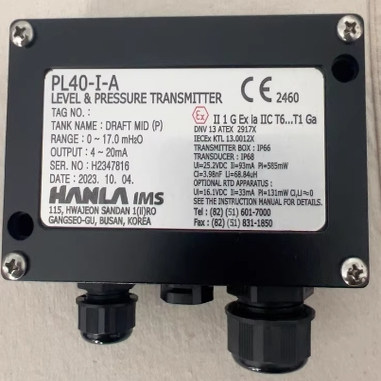 PL40-I-A
LEVEL & PRESSURE TRANSMITTER
TAG NO. :
TANK NAME : DRAFT MID (P)
RANGE : 0 ~ 17.0 mH2O
OUTPUT : 4 ~ 20mA
SER. NO : H2347816
DATE : 2023. 10. 04.
HANLA IMS
115, HWAJEON SANDAN 1(Il)RO
GANGSEO-GU, BUSAN, KOREA
CE 2460
Ex II 1 G Ex ia IIC T6...T1 Ga
DNV 13 ATEX 2917X
IECEx KTL 13.0012X
TRANSMITTER BOX : IP66
TRANSDUCER : IP68
Ui=25.2VDC Ii=93mA Pi=585mW
Ci=3.98nF Li=68.84uH
OPTIONAL RTD APPARATUS :
Ui=16.1VDC Ii=33mA Pi=131mW Ci,Li≈0
SEE THE INSTRUCTION MANUAL FOR DETAILS.
Tel : (82) (51) 601-7000
Fax : (82) (51) 831-1850